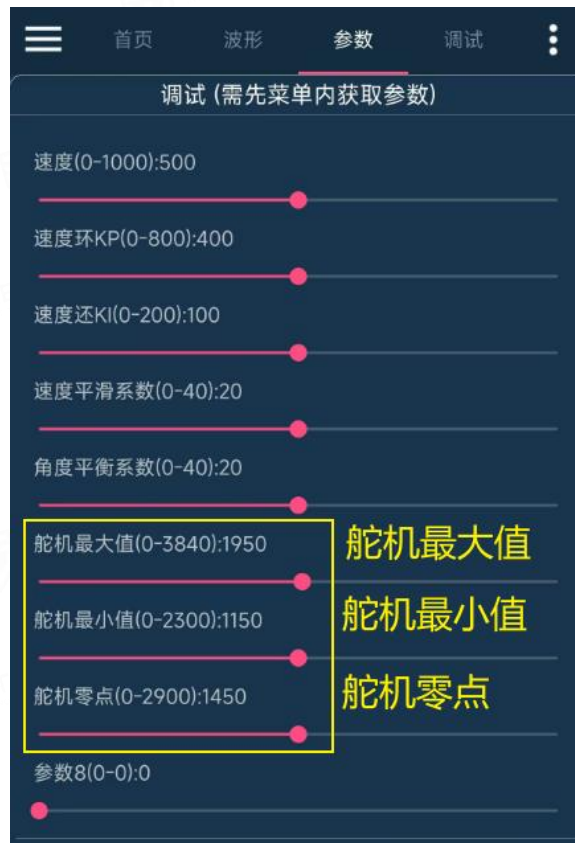 首页 波形 参数 调试
调试 (需先菜单内获取参数)
速度(0-1000):500
速度环KP(0-800):400
速度还KI(0-200):100
速度平滑系数(0-40):20
角度平衡系数(0-40):20
舵机最大值(0-3840):1950 舵机最大值
舵机最小值(0-2300):1150 舵机最小值
舵机零点(0-2900):1450 舵机零点
参数8(0-0):0